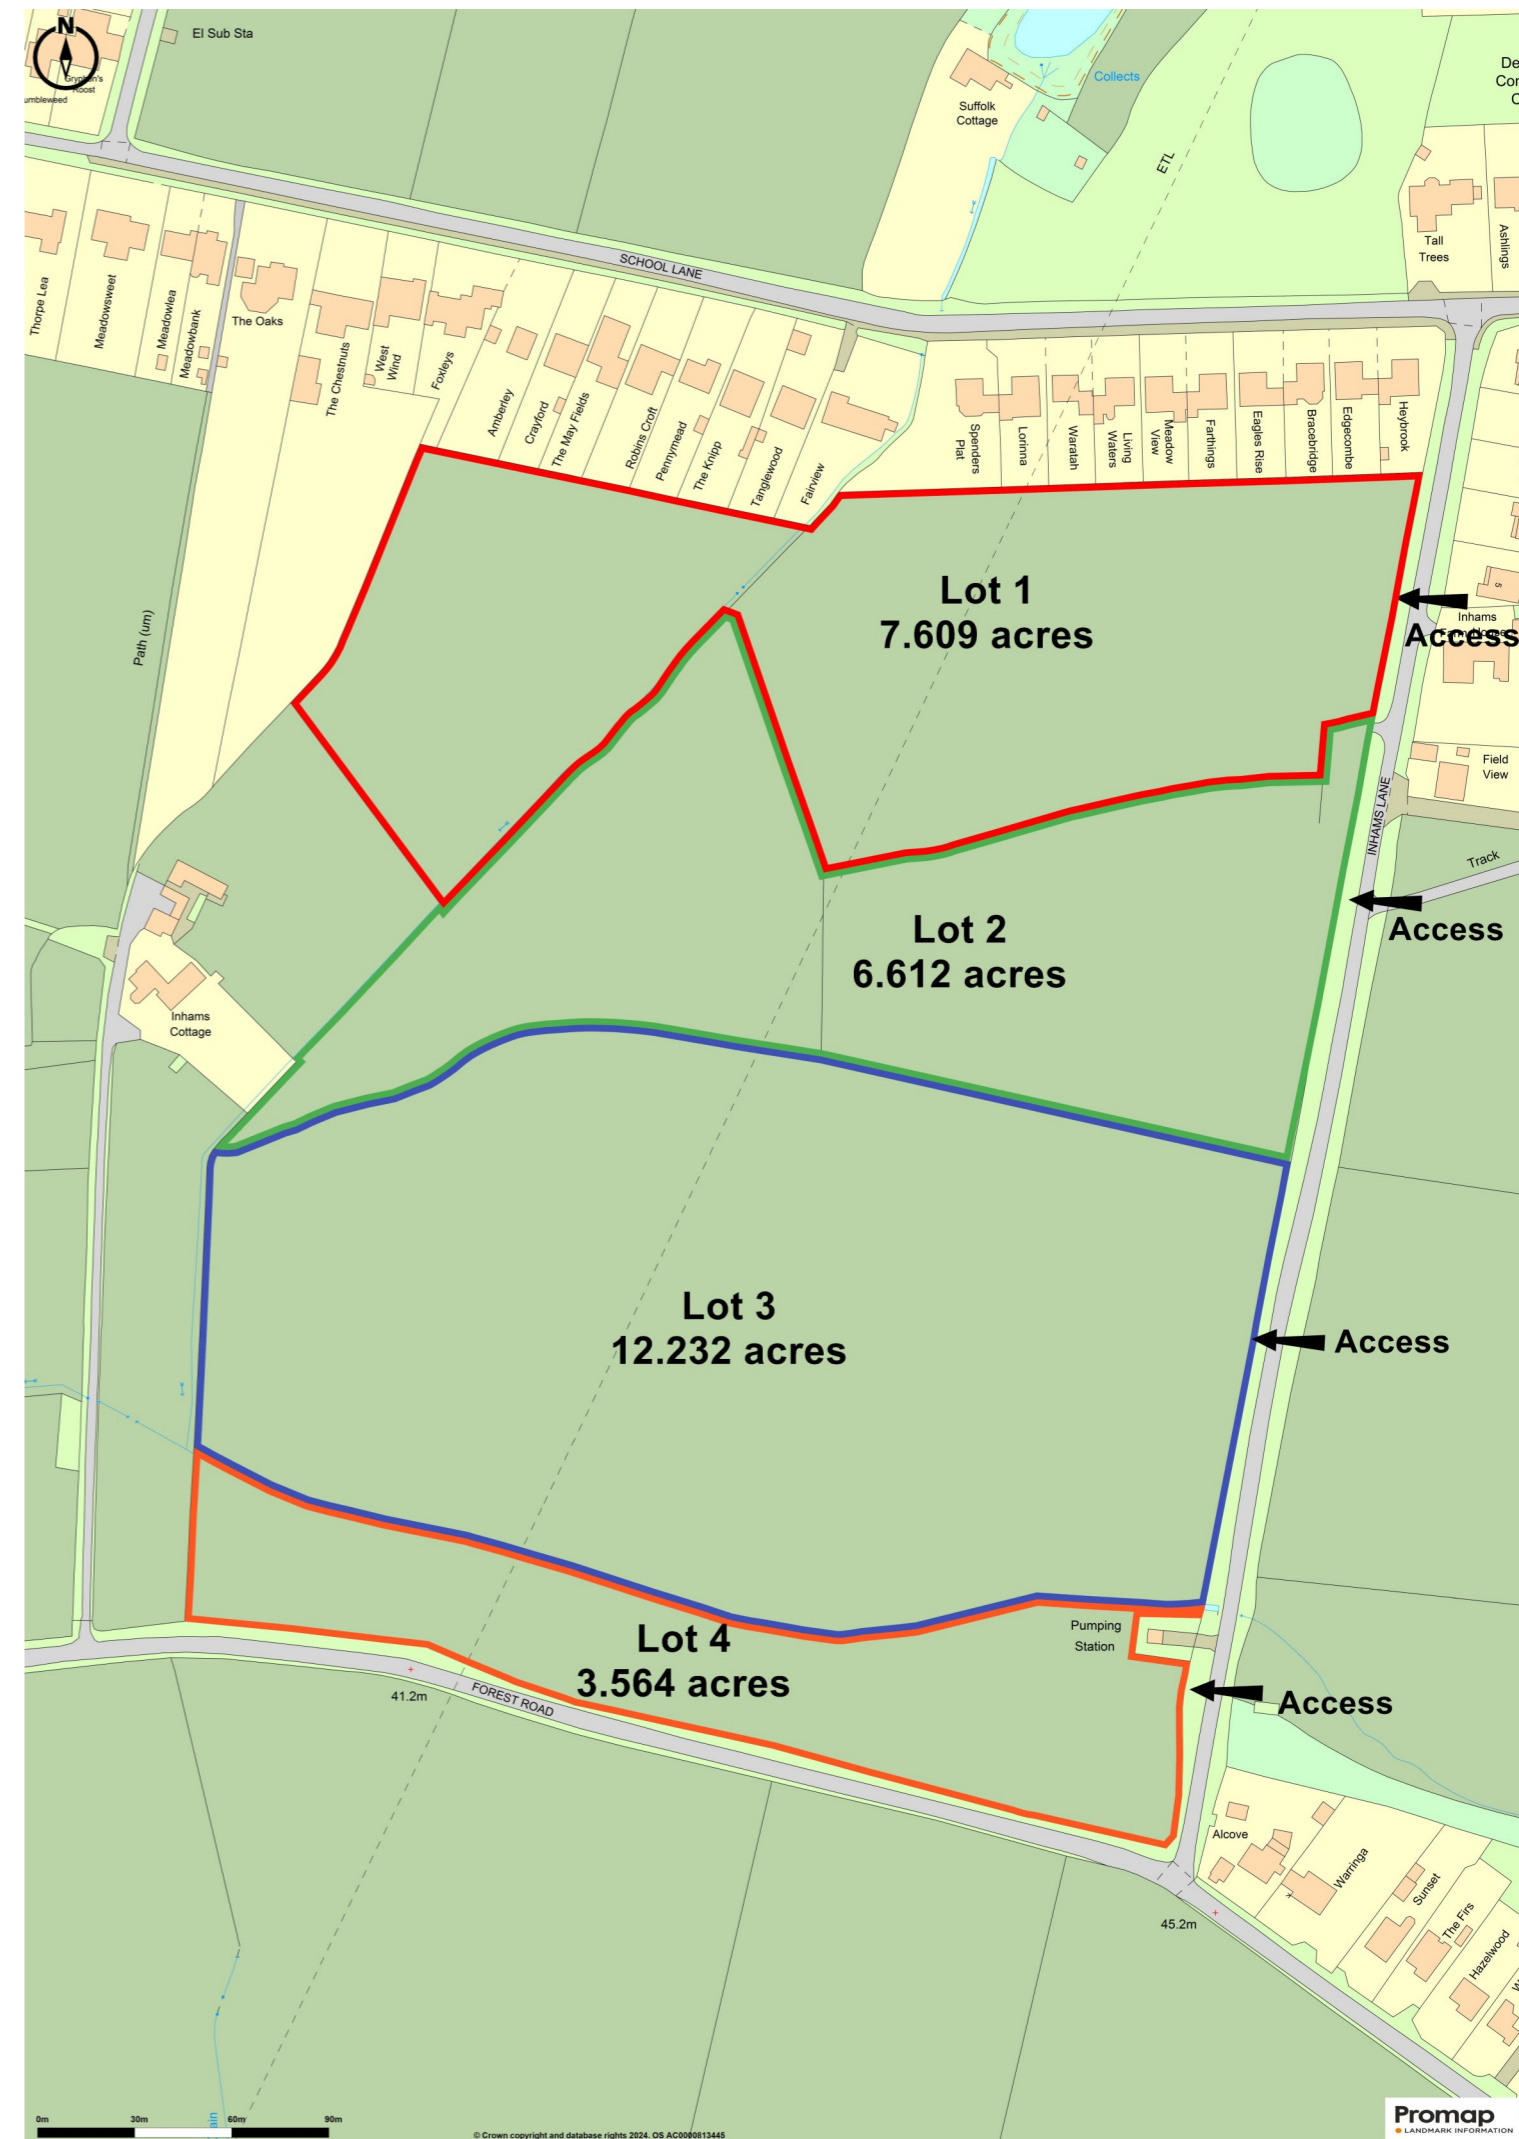 N
El Sub Sta
Gryphon's
Roost
umbleweed
Collects
Suffolk
Cottage
ETL
De
Con
C
Tall
Trees
Ashlings
SCHOOL LANE
Thorpe Lea
Meadowsweet
Meadowlea
Meadowbank
The Oaks
The Chestnuts
West
Wind
Foxleys
Amberley
Crayford
The May Fields
Robins Croft
Pennymead
The Knipp
Tanglewood
Fairview
Spenders
Plat
Lorinna
Waratah
Living
Waters
Meadow
View
Farthings
Eagles Rise
Bracebridge
Edgecombe
Heybrook
Path (um)
Lot 1
7.609 acres
5
Inhams
Farm House
Access
Field
View
INHAMS LANE
Track
Access
Lot 2
6.612 acres
Inhams
Cottage
Lot 3
12.232 acres
Access
Pumping
Station
Lot 4
3.564 acres
Access
41.2m
FOREST ROAD
Alcove
Warringa
Sunset
The Firs
Hazelwood
W
45.2m
0m 30m 60m 90m
ain
© Crown copyright and database rights 2024. OS AC0000813445
Promap
LANDMARK INFORMATION